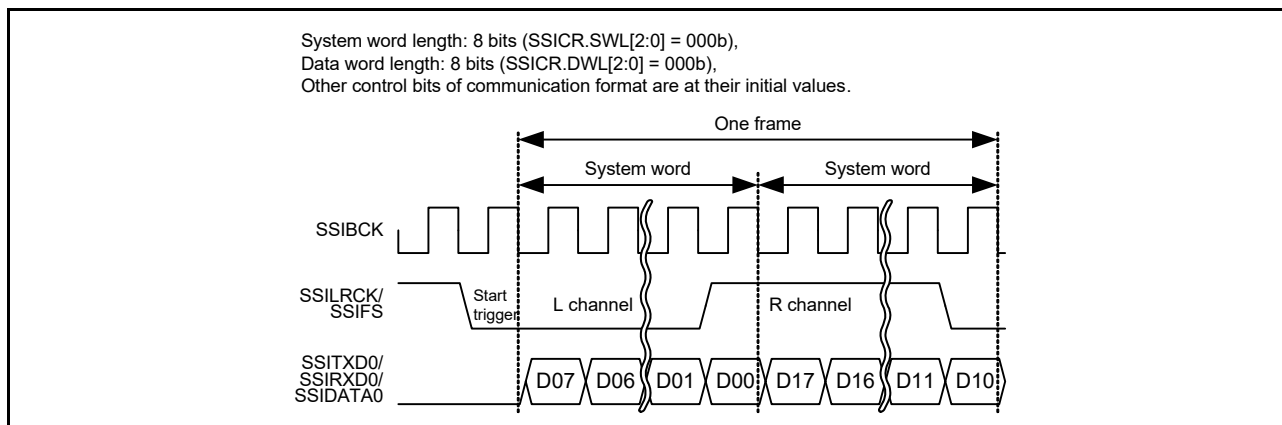 System word length: 8 bits (SSICR.SWL[2:0] = 000b),
Data word length: 8 bits (SSICR.DWL[2:0] = 000b),
Other control bits of communication format are at their initial values.
One frame
System word System word
SSIBCK
SSILRCK/
SSIFS
Start
trigger
L channel R channel
SSITXD0/
SSIRXD0/
SSIDATA0
D07 D06 D01 D00 D17 D16 D11 D10